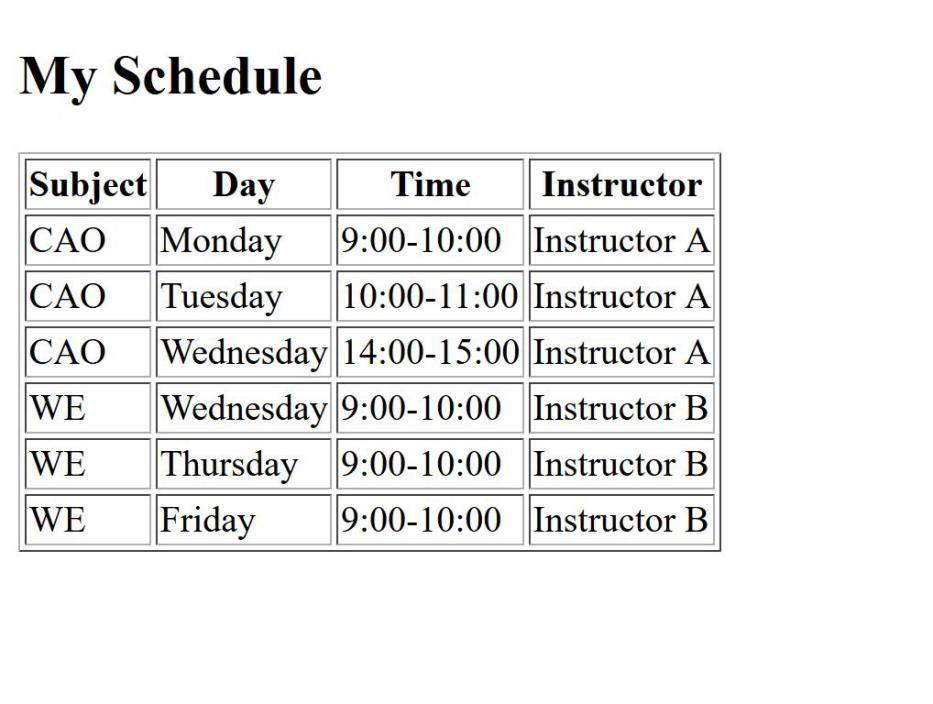 My Schedule
Subject Day Time Instructor
CAO Monday 9:00-10:00 Instructor A
CAO Tuesday 10:00-11:00 Instructor A
CAO Wednesday 14:00-15:00 Instructor A
WE Wednesday 9:00-10:00 Instructor B
WE Thursday 9:00-10:00 Instructor B
WE Friday 9:00-10:00 Instructor B